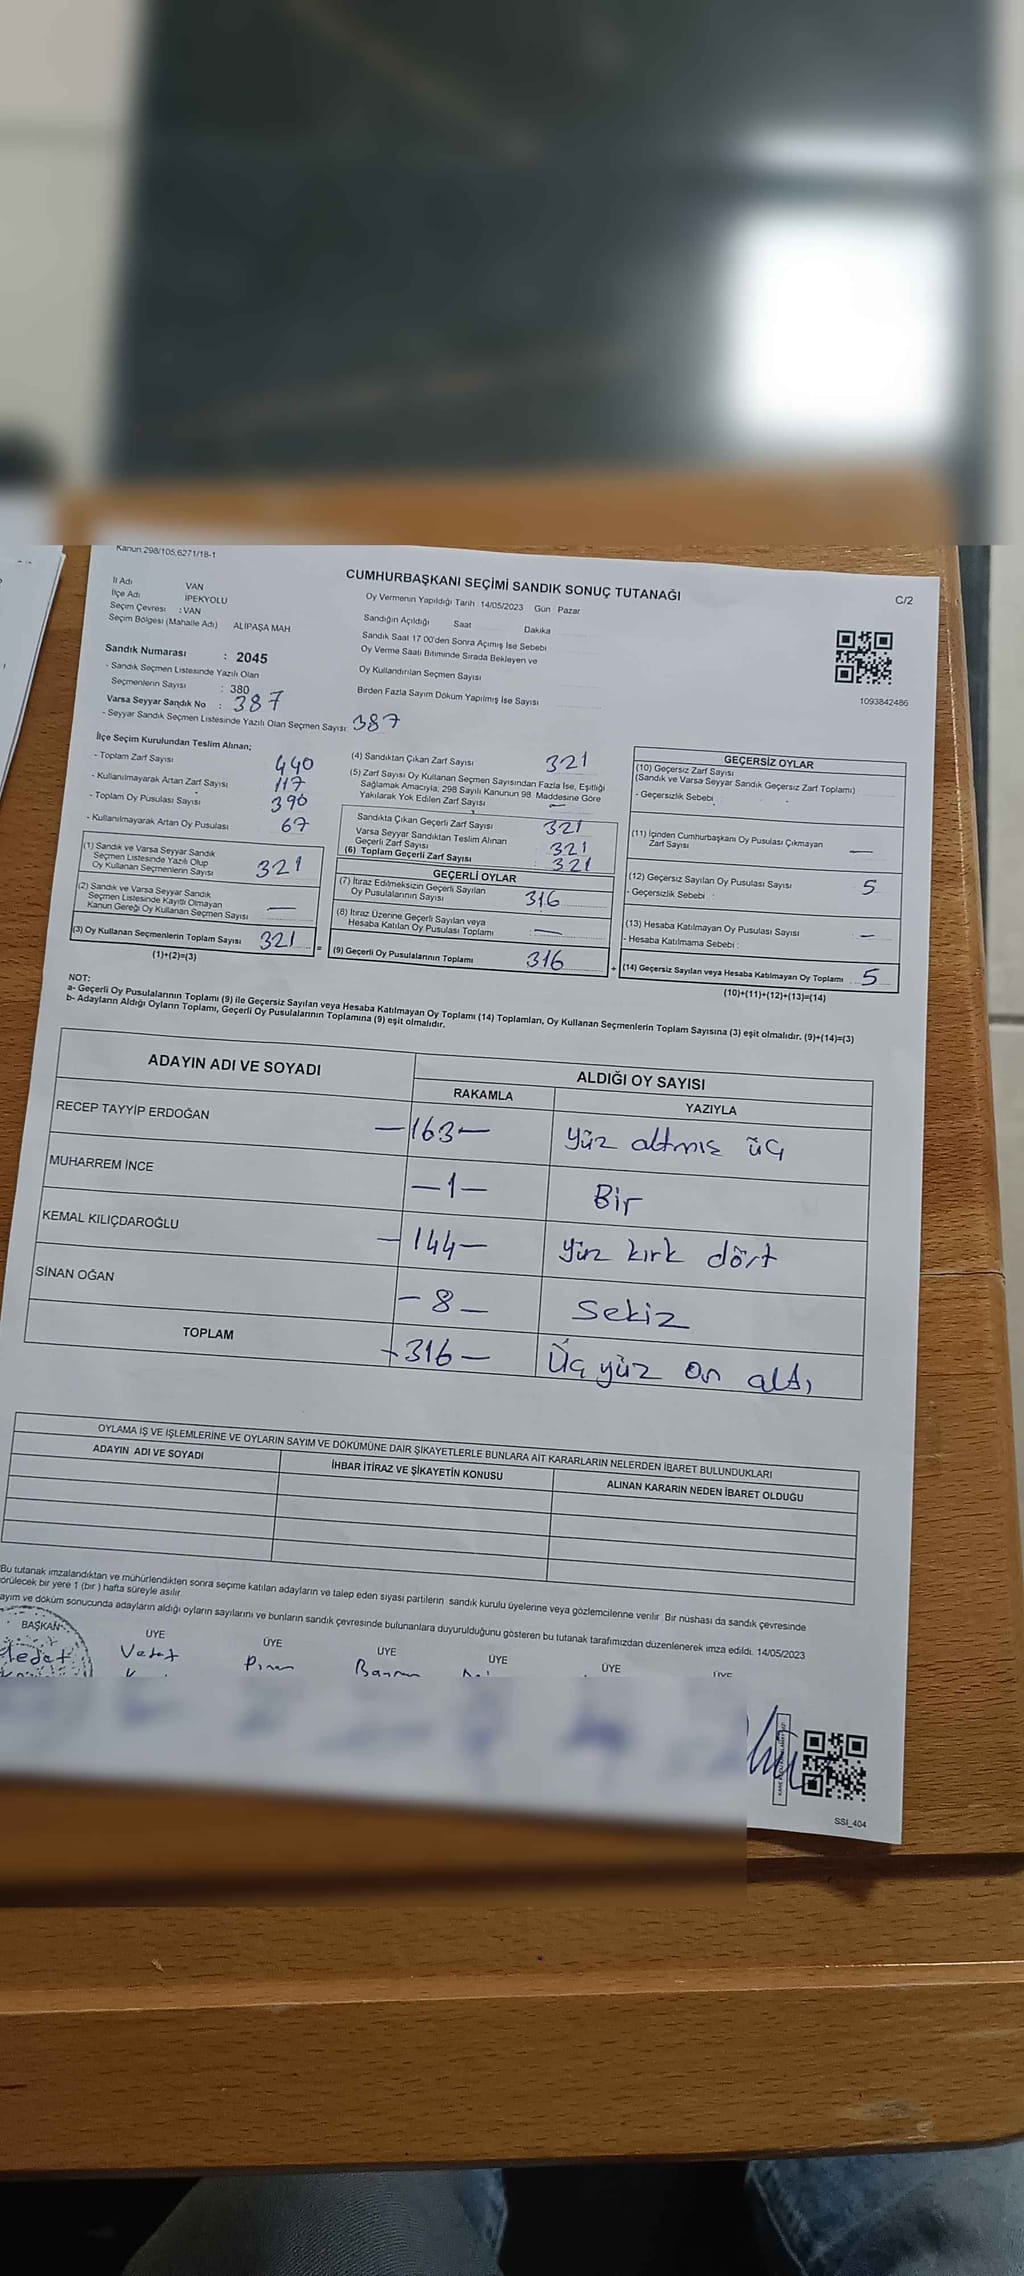 Kanun 298/105,6271/18-1
CUMHURBAŞKANI SEÇİMİ SANDIK SONUÇ TUTANAĞI
C/2
İl Adı VAN
İlçe Adı İPEKYOLU
Seçim Çevresi : VAN
Seçim Bölgesi (Mahalle Adı) ALİPAŞA MAH
Oy Vermenin Yapıldığı Tarih 14/05/2023 Gün Pazar
Sandığın Açıldığı Saat Dakika
Sandık Saat 17 00'den Sonra Açımış İse Sebebi
Oy Verme Saati Bitiminde Sırada Bekleyen ve
Oy Kullandırılan Seçmen Sayısı
Birden Fazla Sayım Döküm Yapılmış İse Sayısı
1093842486
Sandık Numarası : 2045
- Sandık Seçmen Listesinde Yazılı Olan
Seçmenlerin Sayısı : 380
Varsa Seyyar Sandık No : 387
- Seyyar Sandık Seçmen Listesinde Yazılı Olan Seçmen Sayısı 387
İlçe Seçim Kurulundan Teslim Alınan;
- Toplam Zarf Sayısı 440
- Kullanılmayarak Artan Zarf Sayısı 117
- Toplam Oy Pusulası Sayısı 390
- Kullanılmayarak Artan Oy Pusulası 67
(1) Sandık ve Varsa Seyyar Sandık
Seçmen Listesinde Yazılı Olup
Oy Kullanan Seçmenlerin Sayısı 321
(2) Sandık ve Varsa Seyyar Sandık
Seçmen Listesinde Kayıtlı Olmayan
Kanun Gereği Oy Kullanan Seçmen Sayısı —
(3) Oy Kullanan Seçmenlerin Toplam Sayısı 321 =
(1)+(2)=(3)
(4) Sandıktan Çıkan Zarf Sayısı 321
(5) Zarf Sayısı Oy Kullanan Seçmen Sayısından Fazla İse, Eşitliği
Sağlamak Amacıyla, 298 Sayılı Kanunun 98 Maddesine Göre
Yakılarak Yok Edilen Zarf Sayısı —
Sandıkta Çıkan Geçerli Zarf Sayısı 321
Varsa Seyyar Sandıktan Teslim Alınan
Geçerli Zarf Sayısı 321
(6) Toplam Geçerli Zarf Sayısı : 321
GEÇERLİ OYLAR
(7) İtiraz Edilmeksizin Geçerli Sayılan
Oy Pusulalarının Sayısı 316
(8) İtiraz Üzerine Geçerli Sayılan veya
Hesaba Katılan Oy Pusulası Toplamı —
(9) Geçerli Oy Pusulalarının Toplamı 316 +
GEÇERSİZ OYLAR
(10) Geçersiz Zarf Sayısı
(Sandık ve Varsa Seyyar Sandık Geçersiz Zarf Toplamı)
- Geçersizlik Sebebi
(11) İçinden Cumhurbaşkanı Oy Pusulası Çıkmayan
Zarf Sayısı —
(12) Geçersiz Sayılan Oy Pusulası Sayısı 5
- Geçersizlik Sebebi :
(13) Hesaba Katılmayan Oy Pusulası Sayısı —
- Hesaba Katılmama Sebebi :
(14) Geçersiz Sayılan veya Hesaba Katılmayan Oy Toplamı 5
(10)+(11)+(12)+(13)=(14)
NOT:
a- Geçerli Oy Pusulalarının Toplamı (9) ile Geçersiz Sayılan veya Hesaba Katılmayan Oy Toplamı (14) Toplamları, Oy Kullanan Seçmenlerin Toplam Sayısına (3) eşit olmalıdır. (9)+(14)=(3)
b- Adayların Aldığı Oyların Toplamı, Geçerli Oy Pusulalarının Toplamına (9) eşit olmalıdır.
ADAYIN ADI VE SOYADI ALDIĞI OY SAYISI
RAKAMLA YAZIYLA
RECEP TAYYİP ERDOĞAN —163— yüz altmış üç
MUHARREM İNCE —1— Bir
KEMAL KILIÇDAROĞLU —144— yüz kırk dört
SİNAN OĞAN —8— Sekiz
TOPLAM —316— Üç yüz on altı
OYLAMA İŞ VE İŞLEMLERİNE VE OYLARIN SAYIM VE DÖKÜMÜNE DAİR ŞİKAYETLERLE BUNLARA AİT KARARLARIN NELERDEN İBARET BULUNDUKLARI
ADAYIN ADI VE SOYADI İHBAR İTİRAZ VE ŞİKAYETİN KONUSU ALINAN KARARIN NEDEN İBARET OLDUĞU
Bu tutanak imzalandıktan ve mühürlendikten sonra seçime katılan adayların ve talep eden siyasi partilerin sandık kurulu üyelerine veya gözlemcilerine verilir Bir nüshası da sandık çevresinde
görülecek bir yere 1 (bir ) hafta süreyle asılır.
ayım ve döküm sonucunda adayların aldığı oyların sayılarını ve bunların sandık çevresinde bulunanlara duyurulduğunu gösteren bu tutanak tarafımızdan düzenlenerek imza edildi. 14/05/2023
BAŞKAN ÜYE ÜYE ÜYE ÜYE ÜYE ÜYE
Vedat
SSI_404